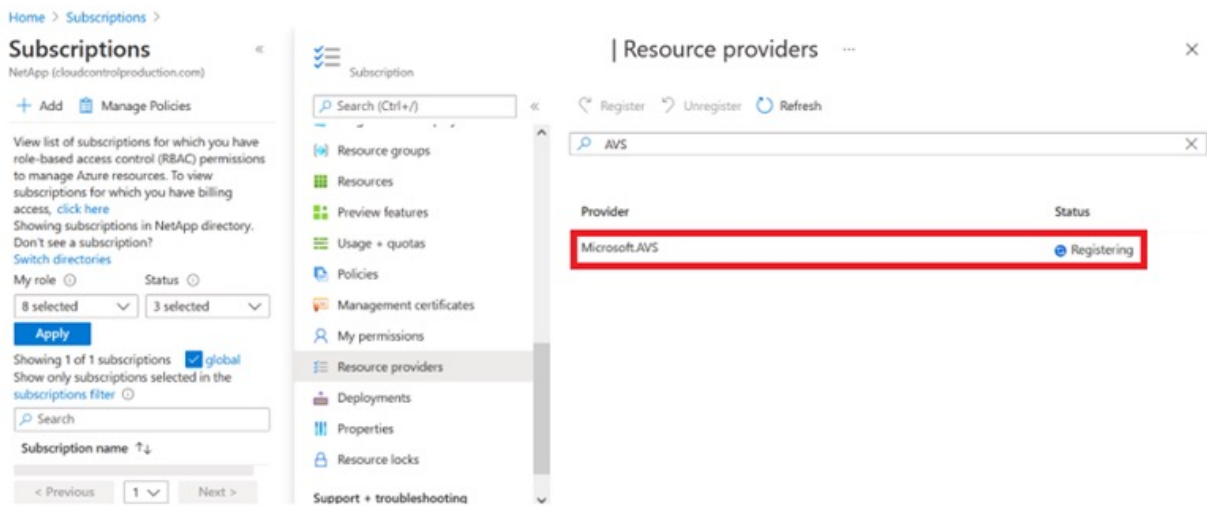 Home > Subscriptions >
Subscriptions «
NetApp (cloudcontrolproduction.com)
+ Add Manage Policies
View list of subscriptions for which you have
role-based access control (RBAC) permissions
to manage Azure resources. To view
subscriptions for which you have billing
access, click here
Showing subscriptions in NetApp directory.
Don't see a subscription?
Switch directories
My role Status
8 selected 3 selected
Apply
Showing 1 of 1 subscriptions global
Show only subscriptions selected in the
subscriptions filter
Search
Subscription name ↑↓
< Previous 1 Next >
Subscription
Search (Ctrl+/) «
Resource groups
Resources
Preview features
Usage + quotas
Policies
Management certificates
My permissions
Resource providers
Deployments
Properties
Resource locks
Support + troubleshooting
| Resource providers ...
Register Unregister Refresh
AVS
Provider Status
Microsoft.AVS Registering